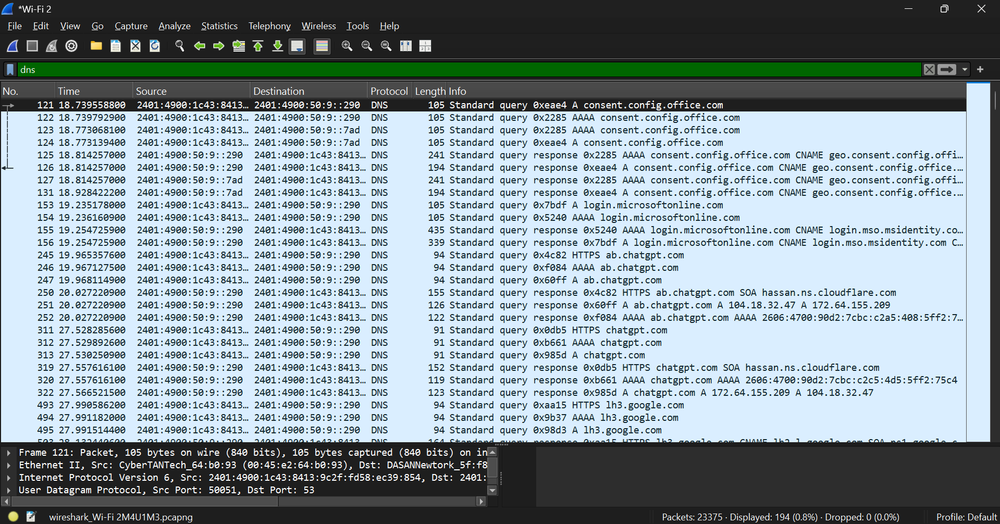 *Wi-Fi 2
File Edit View Go Capture Analyze Statistics Telephony Wireless Tools Help
dns
No. Time Source Destination Protocol Length Info
121 18.739558800 2401:4900:1c43:8413… 2401:4900:50:9::290 DNS 105 Standard query 0xeae4 A consent.config.office.com
122 18.739792900 2401:4900:1c43:8413… 2401:4900:50:9::290 DNS 105 Standard query 0x2285 AAAA consent.config.office.com
123 18.773068100 2401:4900:1c43:8413… 2401:4900:50:9::7ad DNS 105 Standard query 0x2285 AAAA consent.config.office.com
124 18.773139400 2401:4900:1c43:8413… 2401:4900:50:9::7ad DNS 105 Standard query 0xeae4 A consent.config.office.com
125 18.814257000 2401:4900:50:9::290 2401:4900:1c43:8413… DNS 241 Standard query response 0x2285 AAAA consent.config.office.com CNAME geo.consent.config.offi…
126 18.814257000 2401:4900:50:9::290 2401:4900:1c43:8413… DNS 194 Standard query response 0xeae4 A consent.config.office.com CNAME geo.consent.config.office.…
127 18.814257000 2401:4900:50:9::7ad 2401:4900:1c43:8413… DNS 241 Standard query response 0x2285 AAAA consent.config.office.com CNAME geo.consent.config.offi…
131 18.928422200 2401:4900:50:9::7ad 2401:4900:1c43:8413… DNS 194 Standard query response 0xeae4 A consent.config.office.com CNAME geo.consent.config.office.…
153 19.235178000 2401:4900:1c43:8413… 2401:4900:50:9::290 DNS 105 Standard query 0x7bdf A login.microsoftonline.com
154 19.236160900 2401:4900:1c43:8413… 2401:4900:50:9::290 DNS 105 Standard query 0x5240 AAAA login.microsoftonline.com
155 19.254725900 2401:4900:50:9::290 2401:4900:1c43:8413… DNS 435 Standard query response 0x5240 AAAA login.microsoftonline.com CNAME login.mso.msidentity.co…
156 19.254725900 2401:4900:50:9::290 2401:4900:1c43:8413… DNS 339 Standard query response 0x7bdf A login.microsoftonline.com CNAME login.mso.msidentity.com C…
245 19.965357600 2401:4900:1c43:8413… 2401:4900:50:9::290 DNS 94 Standard query 0x4c82 HTTPS ab.chatgpt.com
246 19.967127500 2401:4900:1c43:8413… 2401:4900:50:9::290 DNS 94 Standard query 0xf084 AAAA ab.chatgpt.com
247 19.968114900 2401:4900:1c43:8413… 2401:4900:50:9::290 DNS 94 Standard query 0x60ff A ab.chatgpt.com
250 20.027220900 2401:4900:50:9::290 2401:4900:1c43:8413… DNS 155 Standard query response 0x4c82 HTTPS ab.chatgpt.com SOA hassan.ns.cloudflare.com
251 20.027220900 2401:4900:50:9::290 2401:4900:1c43:8413… DNS 126 Standard query response 0x60ff A ab.chatgpt.com A 104.18.32.47 A 172.64.155.209
252 20.027220900 2401:4900:50:9::290 2401:4900:1c43:8413… DNS 122 Standard query response 0xf084 AAAA ab.chatgpt.com AAAA 2606:4700:90d2:7cbc:c2a5:408:5ff2:7…
311 27.528285600 2401:4900:1c43:8413… 2401:4900:50:9::290 DNS 91 Standard query 0x0db5 HTTPS chatgpt.com
312 27.529892600 2401:4900:1c43:8413… 2401:4900:50:9::290 DNS 91 Standard query 0xb661 AAAA chatgpt.com
313 27.530250900 2401:4900:1c43:8413… 2401:4900:50:9::290 DNS 91 Standard query 0x985d A chatgpt.com
319 27.557616100 2401:4900:50:9::290 2401:4900:1c43:8413… DNS 152 Standard query response 0x0db5 HTTPS chatgpt.com SOA hassan.ns.cloudflare.com
320 27.557616100 2401:4900:50:9::290 2401:4900:1c43:8413… DNS 119 Standard query response 0xb661 AAAA chatgpt.com AAAA 2606:4700:90d2:7cbc:c2c5:4d5:5ff2:75c4
322 27.566521500 2401:4900:50:9::290 2401:4900:1c43:8413… DNS 123 Standard query response 0x985d A chatgpt.com A 172.64.155.209 A 104.18.32.47
493 27.990586200 2401:4900:1c43:8413… 2401:4900:50:9::290 DNS 94 Standard query 0xaa15 HTTPS lh3.google.com
494 27.991182000 2401:4900:1c43:8413… 2401:4900:50:9::290 DNS 94 Standard query 0x9b37 AAAA lh3.google.com
495 27.991514400 2401:4900:1c43:8413… 2401:4900:50:9::290 DNS 94 Standard query 0x98d3 A lh3.google.com
Frame 121: Packet, 105 bytes on wire (840 bits), 105 bytes captured (840 bits) on in
Ethernet II, Src: CyberTANTech_64:b0:93 (00:45:e2:64:b0:93), Dst: DASANNewtork_5f:f8
Internet Protocol Version 6, Src: 2401:4900:1c43:8413:9c2f:fd58:ec39:854, Dst: 2401:
User Datagram Protocol, Src Port: 50051, Dst Port: 53
wireshark_Wi-Fi 2M4U1M3.pcapng
Packets: 23375 · Displayed: 194 (0.8%) · Dropped: 0 (0.0%)
Profile: Default